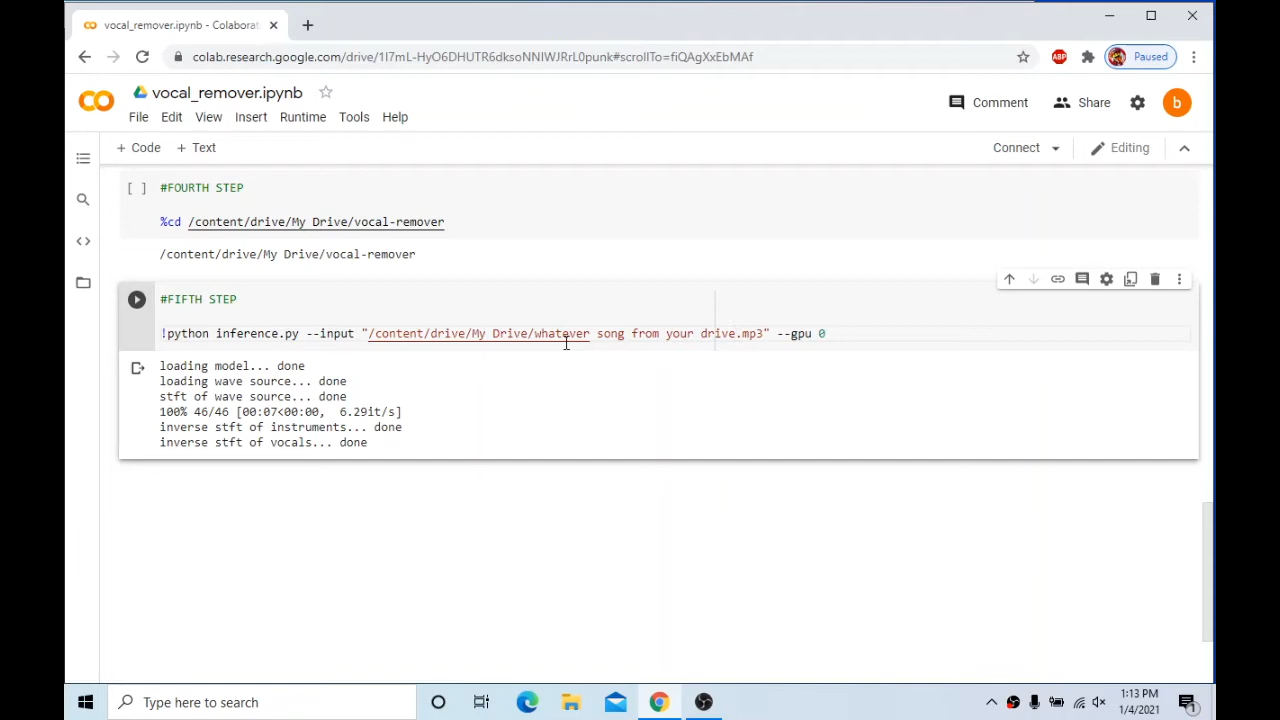 vocal_remover.ipynb - Colaborat
colab.research.google.com/drive/1I7mL-HyO6DHUTR6dksoNNIWJRrL0punk#scrollTo=fiQAgXxEbMAf
ABP
Paused
vocal_remover.ipynb
Comment
Share
b
File Edit View Insert Runtime Tools Help
+ Code + Text
Connect
Editing
[ ] #FOURTH STEP
%cd /content/drive/My Drive/vocal-remover
/content/drive/My Drive/vocal-remover
#FIFTH STEP
!python inference.py --input "/content/drive/My Drive/whatever song from your drive.mp3" --gpu 0
loading model... done
loading wave source... done
stft of wave source... done
100% 46/46 [00:07<00:00, 6.29it/s]
inverse stft of instruments... done
inverse stft of vocals... done
Type here to search
1:13 PM
1/4/2021
1